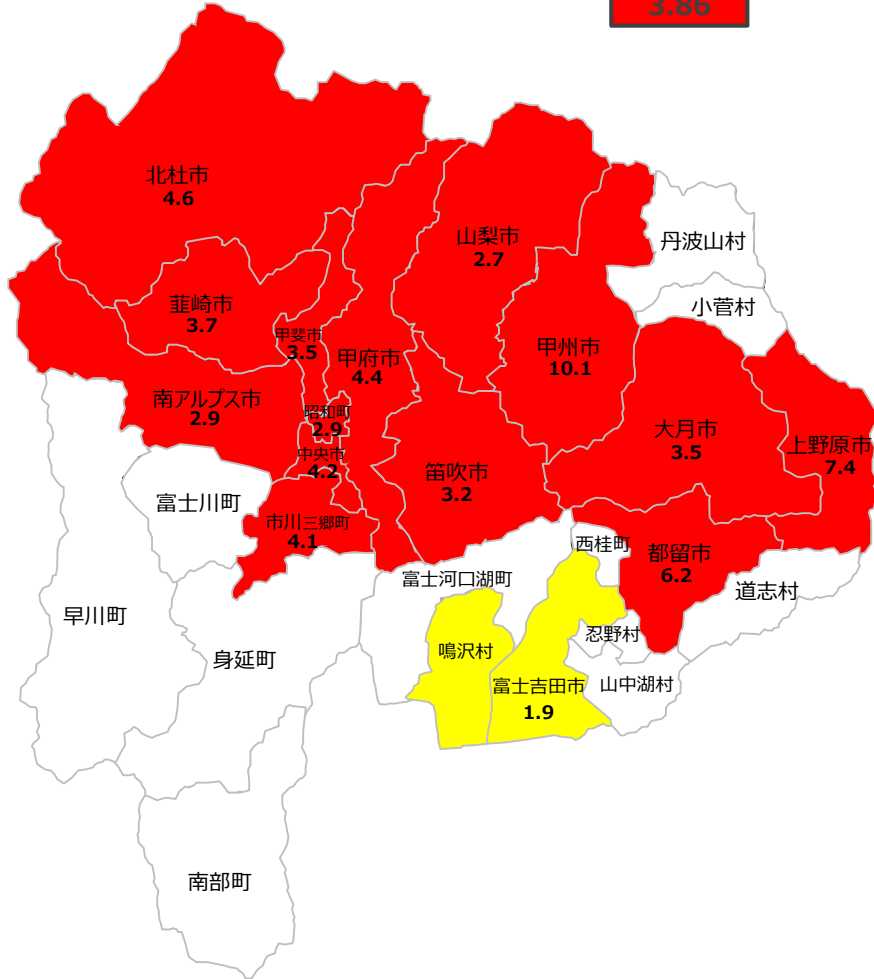 3.86
北杜市
4.6
丹波山村
山梨市
2.7
小菅村
韮崎市
3.7
甲斐市
3.5
甲府市
4.4
甲州市
10.1
南アルプス市
2.9
昭和町
2.9
大月市
3.5
上野原市
7.4
中央市
4.2
笛吹市
3.2
富士川町
市川三郷町
4.1
西桂町
都留市
6.2
富士河口湖町
道志村
早川町
忍野村
鳴沢村
身延町
富士吉田市
1.9
山中湖村
南部町